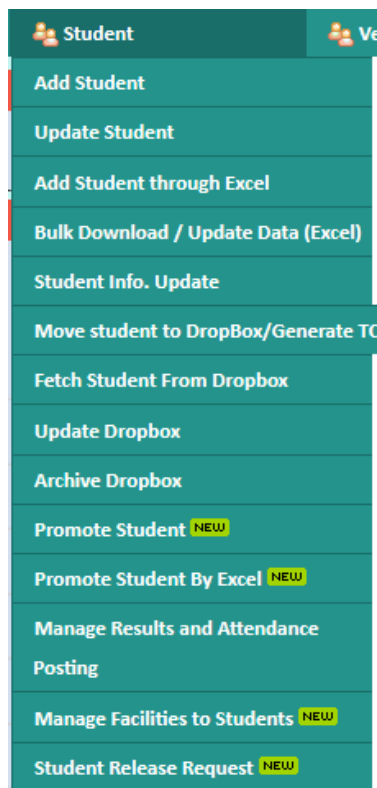 Student
Ve
Add Student
Update Student
Add Student through Excel
Bulk Download / Update Data (Excel)
Student Info. Update
Move student to DropBox/Generate TC
Fetch Student From Dropbox
Update Dropbox
Archive Dropbox
Promote Student NEW
Promote Student By Excel NEW
Manage Results and Attendance
Posting
Manage Facilities to Students NEW
Student Release Request NEW